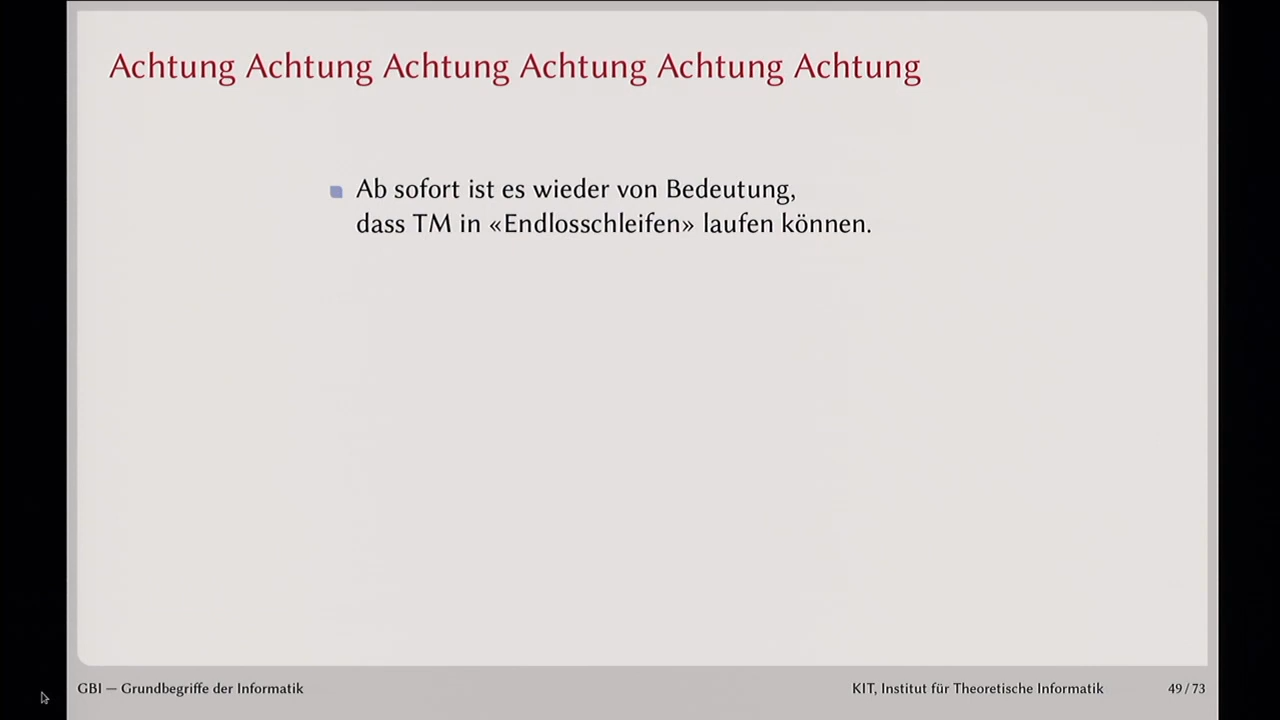 Achtung Achtung Achtung Achtung Achtung Achtung
Ab sofort ist es wieder von Bedeutung,
dass TM in «Endlosschleifen» laufen können.
GBI — Grundbegriffe der Informatik
KIT, Institut für Theoretische Informatik
49 / 73